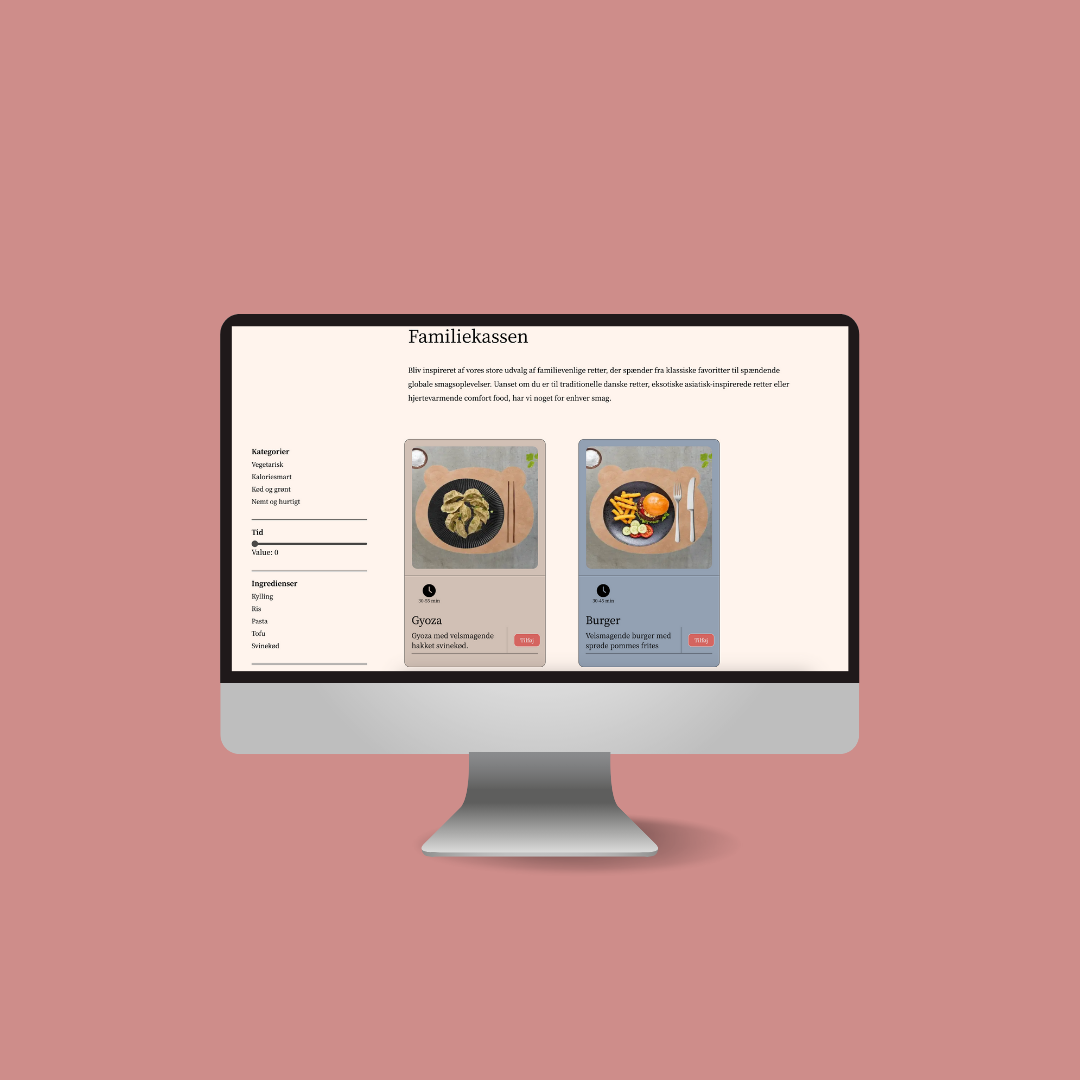 Familiekassen
Bliv inspireret af vores store udvalg af familievenlige retter, der spænder fra klassiske favoritter til spændende
globale smagsoplevelser. Uanset om du er til traditionelle danske retter, eksotiske asiatisk-inspirerede retter eller
hjertevarmende comfort food, har vi noget for enhver smag.
Kategorier
Vegetarisk
Kaloriesmart
Kød og grønt
Nemt og hurtigt
Tid
Value: 0
Ingredienser
Kylling
Ris
Pasta
Tofu
Svinekød
min
Gyoza
Gyoza med velsmagende
hakket svinekød.
Tilføj
30-45 min
Burger
Velsmagende burger med
sprøde pommes frites
Tilføj